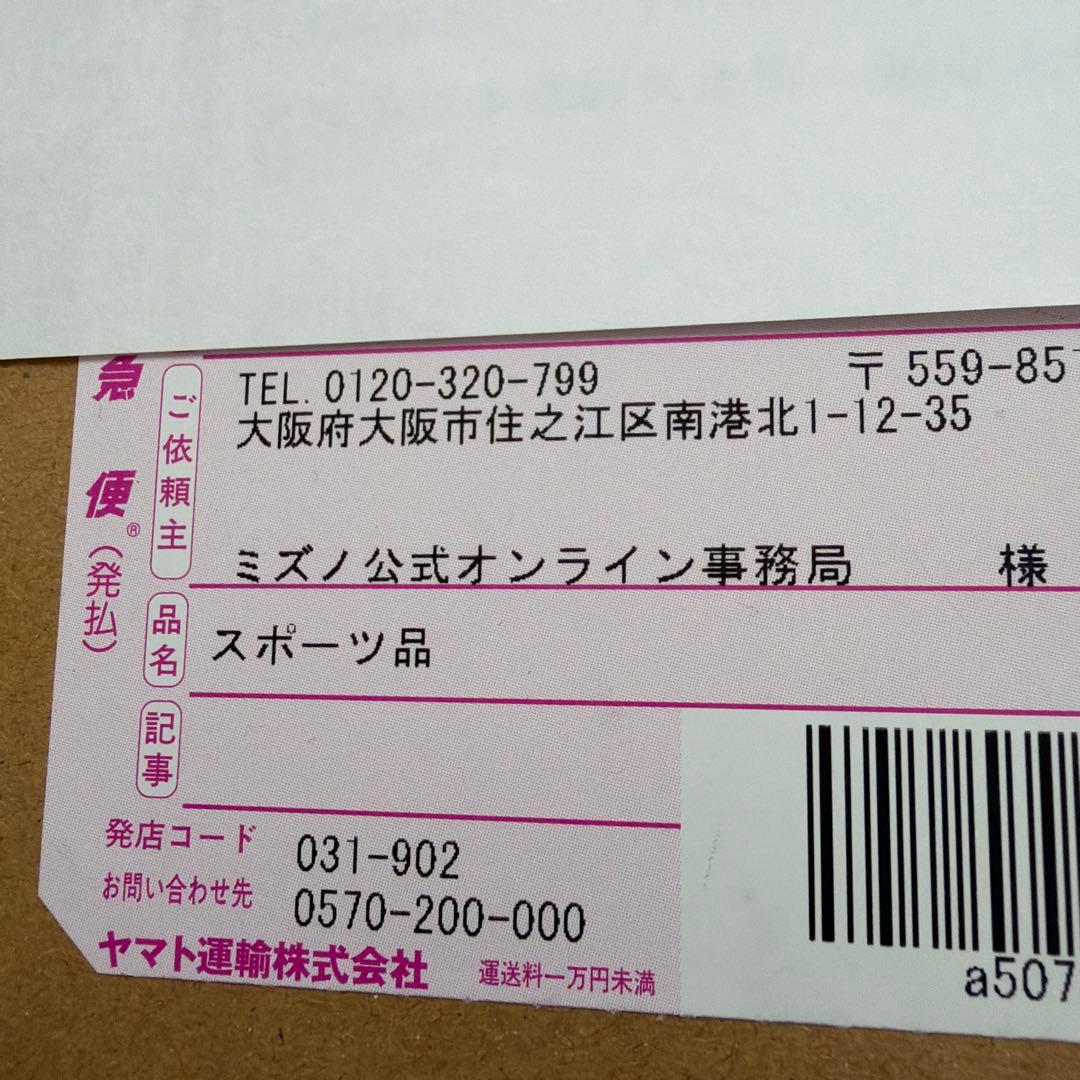 急便®(発払)
ご依頼主
TEL. 0120-320-799 〒559-85
大阪府大阪市住之江区南港北1-12-35
ミズノ公式オンライン事務局 様
品名 スポーツ品
記事
発店コード 031-902
お問い合わせ先 0570-200-000
ヤマト運輸株式会社 運送料一万円未満
a507